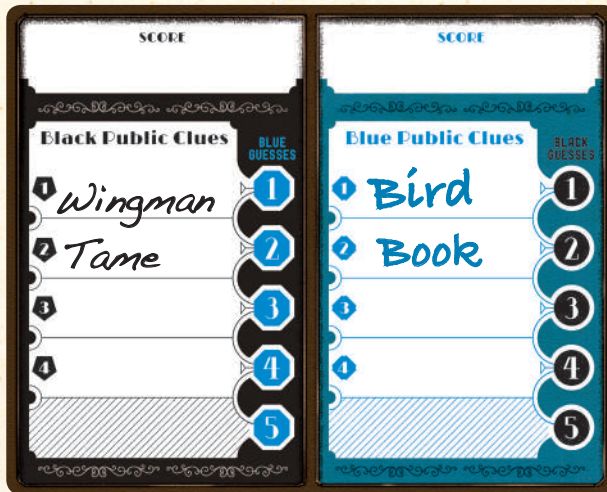 SCORE
Black Public Clues
BLUE GUESSES
1 Wingman 1
2 Tame 2
3 3
4 4
5
SCORE
Blue Public Clues
BLACK GUESSES
1 Bird 1
2 Book 2
3 3
4 4
5